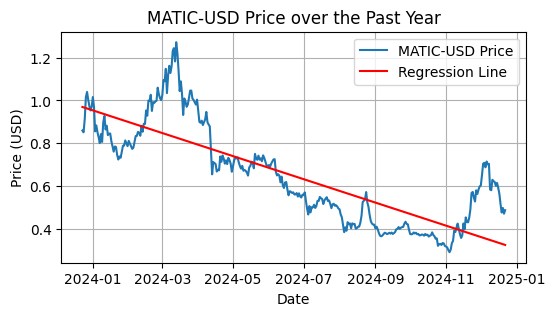 MATIC-USD Price over the Past Year
MATIC-USD Price
Regression Line
Price (USD)
1.2
1.0
0.8
0.6
0.4
2024-01 2024-03 2024-05 2024-07 2024-09 2024-11 2025-01
Date